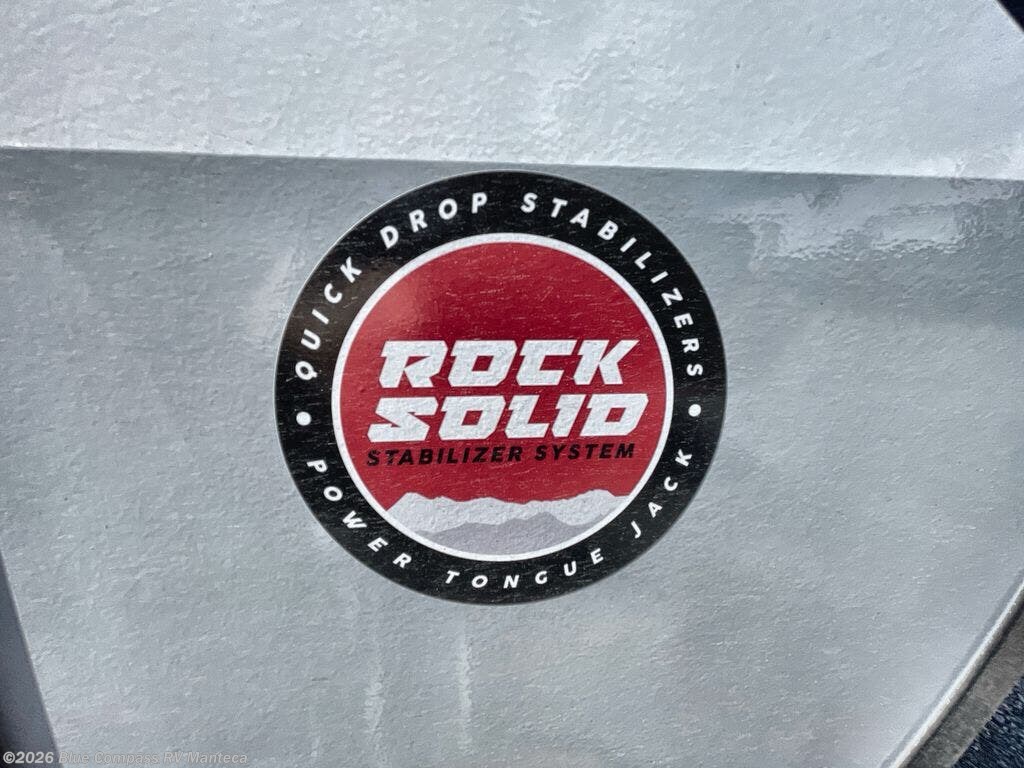 QUICK DROP STABILIZERS
ROCK
SOLID
STABILIZER SYSTEM
POWER TONGUE JACK
©2026 Blue Compass RV Manteca